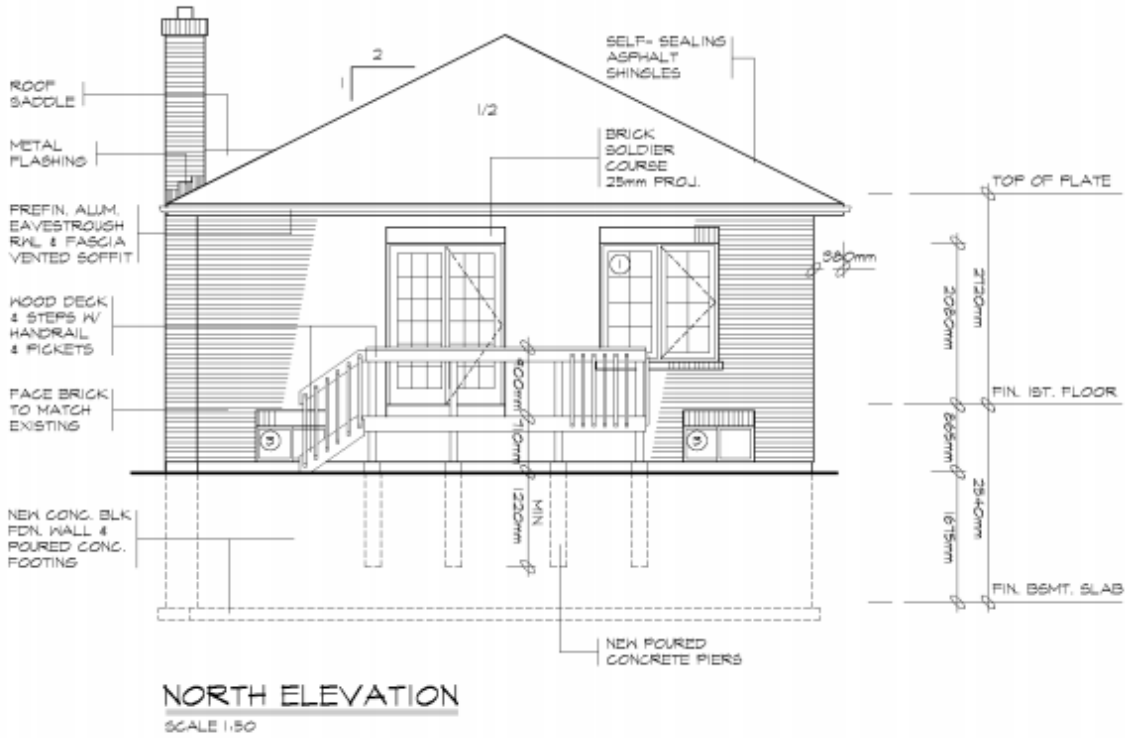 ROOF
SADDLE
METAL
FLASHING
PREFIN. ALUM.
EAVESTROUGH
RWL & FASCIA
VENTED SOFFIT
WOOD DECK
& STEPS W/
HANDRAIL
& PICKETS
FACE BRICK
TO MATCH
EXISTING
NEW CONC. BLK
FDN. WALL &
POURED CONC.
FOOTING
2
1
1/2
SELF- SEALING
ASPHALT
SHINGLES
BRICK
SOLDIER
COURSE
25mm PROJ.
1
900mm
710mm
1220mm
MIN
380mm
TOP OF PLATE
2080mm
2720mm
FIN. 1ST. FLOOR
865mm
2540mm
1675mm
FIN. BSMT. SLAB
NEW POURED
CONCRETE PIERS
NORTH ELEVATION
SCALE 1:50